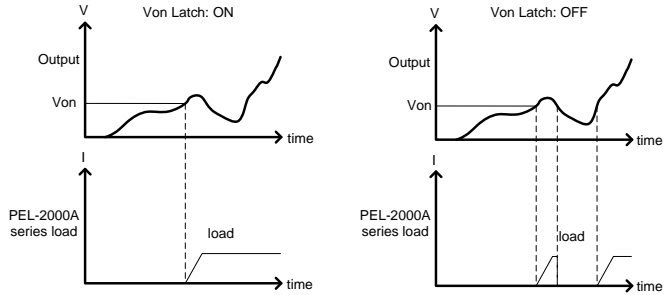 V
Von Latch: ON
Output
Von
time
I
PEL-2000A
series load
load
time
V
Von Latch: OFF
Output
Von
time
I
PEL-2000A
series load
load
time